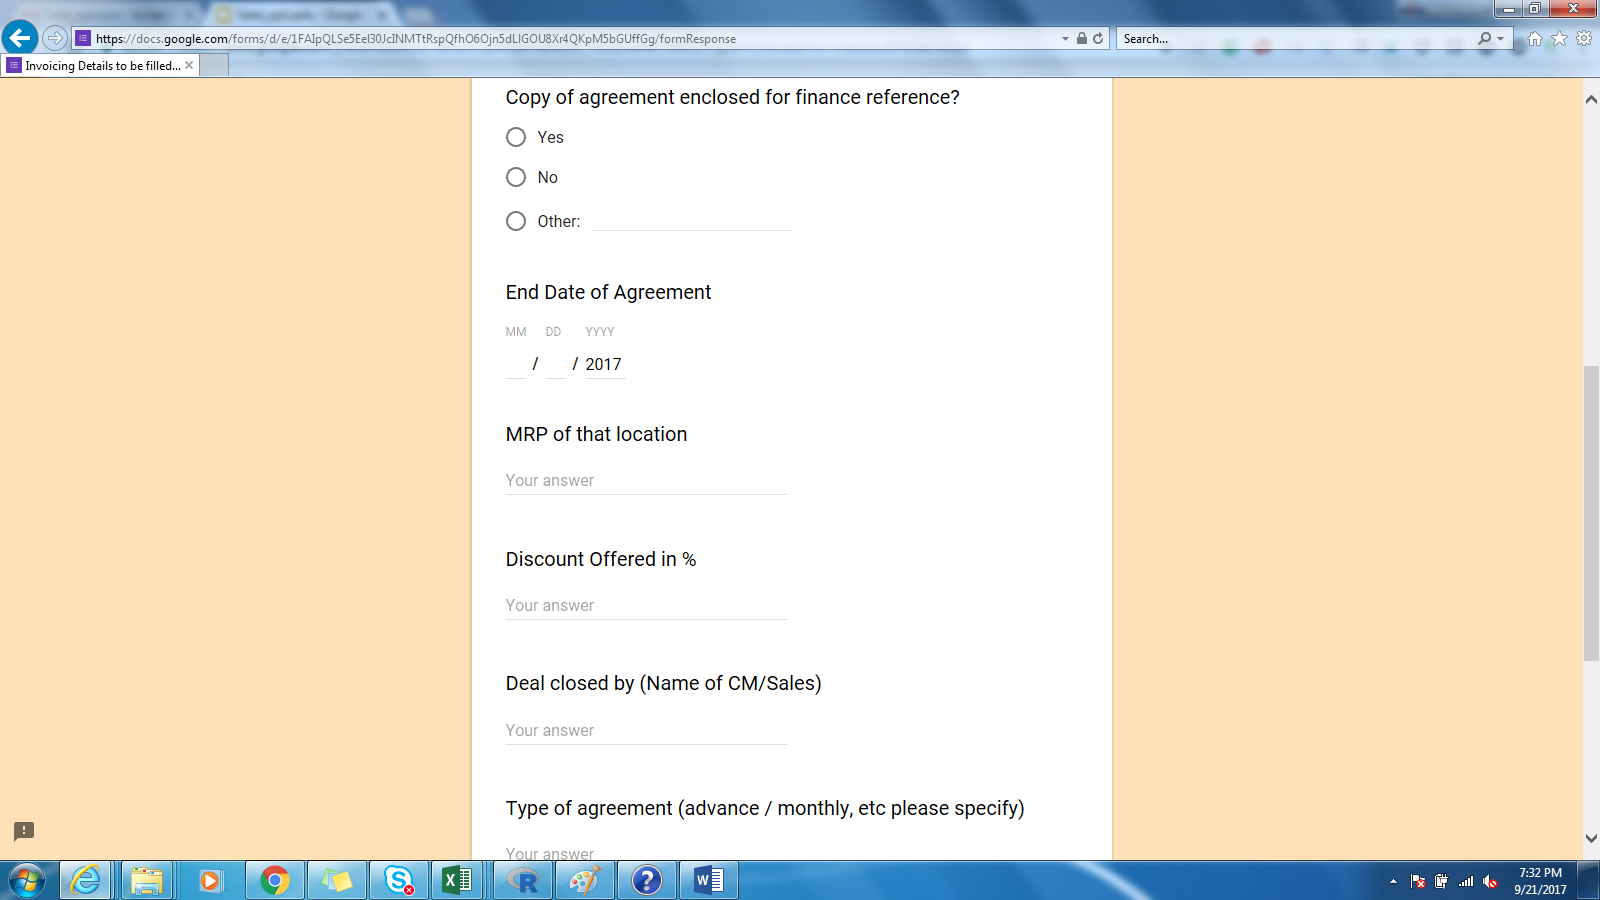 https://docs.google.com/forms/d/e/1FAIpQLSe5Eel30JcINMTtRspQfhO6Ojn5dLIGOU8Xr4QKpM5bGUffGg/formResponse
Search...
Invoicing Details to be filled...
Copy of agreement enclosed for finance reference?
Yes
No
Other:
End Date of Agreement
MM DD YYYY
/ / 2017
MRP of that location
Your answer
Discount Offered in %
Your answer
Deal closed by (Name of CM/Sales)
Your answer
Type of agreement (advance / monthly, etc please specify)
Your answer
7:32 PM
9/21/2017